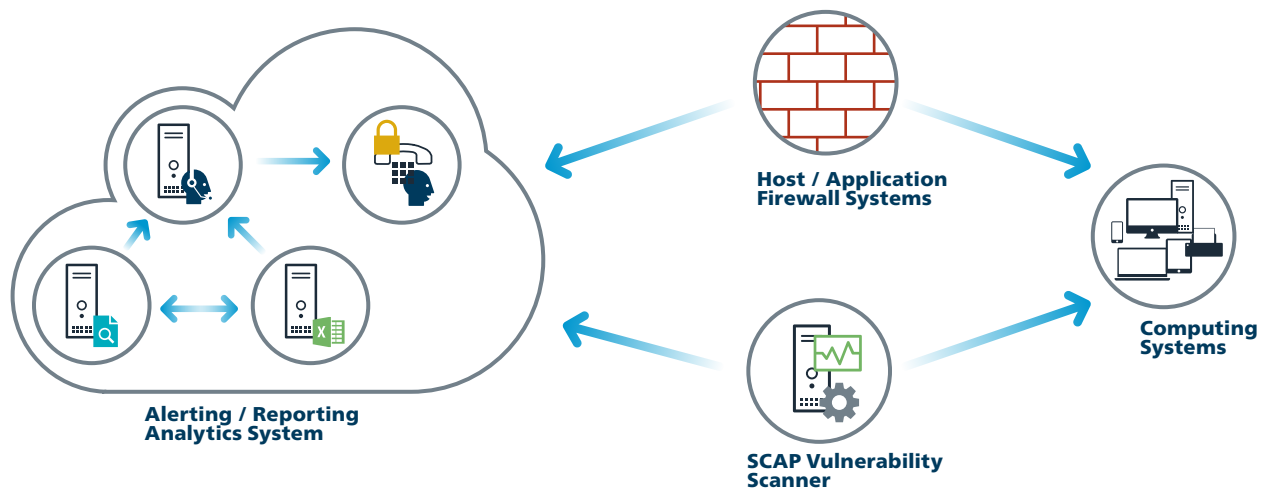 Host / Application
Firewall Systems
Computing
Systems
X
Alerting / Reporting
Analytics System
SCAP Vulnerability
Scanner